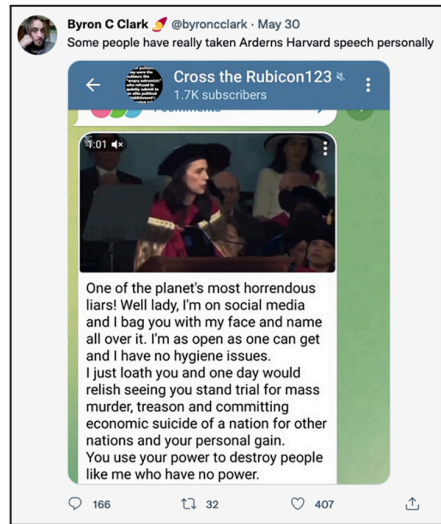 Byron C Clark @byroncclark · May 30
Some people have really taken Arderns Harvard speech personally
Cross the Rubicon123
1.7K subscribers
comments
1:01
One of the planet's most horrendous
liars! Well lady, I'm on social media
and I bag you with my face and name
all over it. I'm as open as one can get
and I have no hygiene issues.
I just loath you and one day would
relish seeing you stand trial for mass
murder, treason and committing
economic suicide of a nation for other
nations and your personal gain.
You use your power to destroy people
like me who have no power.
166 32 407